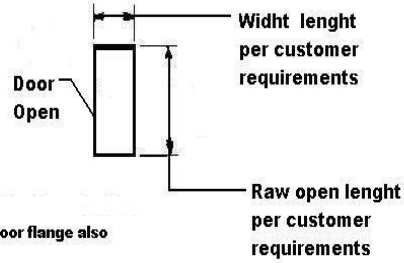 Widht lenght
per customer
requirements
Door
Open
Raw open lenght
per customer
requirements
oor flange also